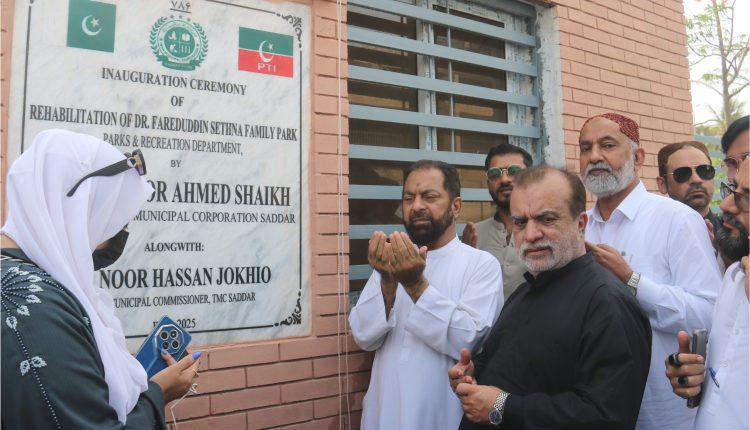 ۷۸۶
PTI
INAUGURATION CEREMONY
OF
REHABILITATION OF DR. FAREDUDDIN SETHNA FAMILY PARK
PARKS & RECREATION DEPARTMENT,
BY
AHMED SHAIKH
MUNICIPAL CORPORATION SADDAR
ALONGWITH:
NOOR HASSAN JOKHIO
MUNICIPAL COMMISSIONER, TMC SADDAR
2025